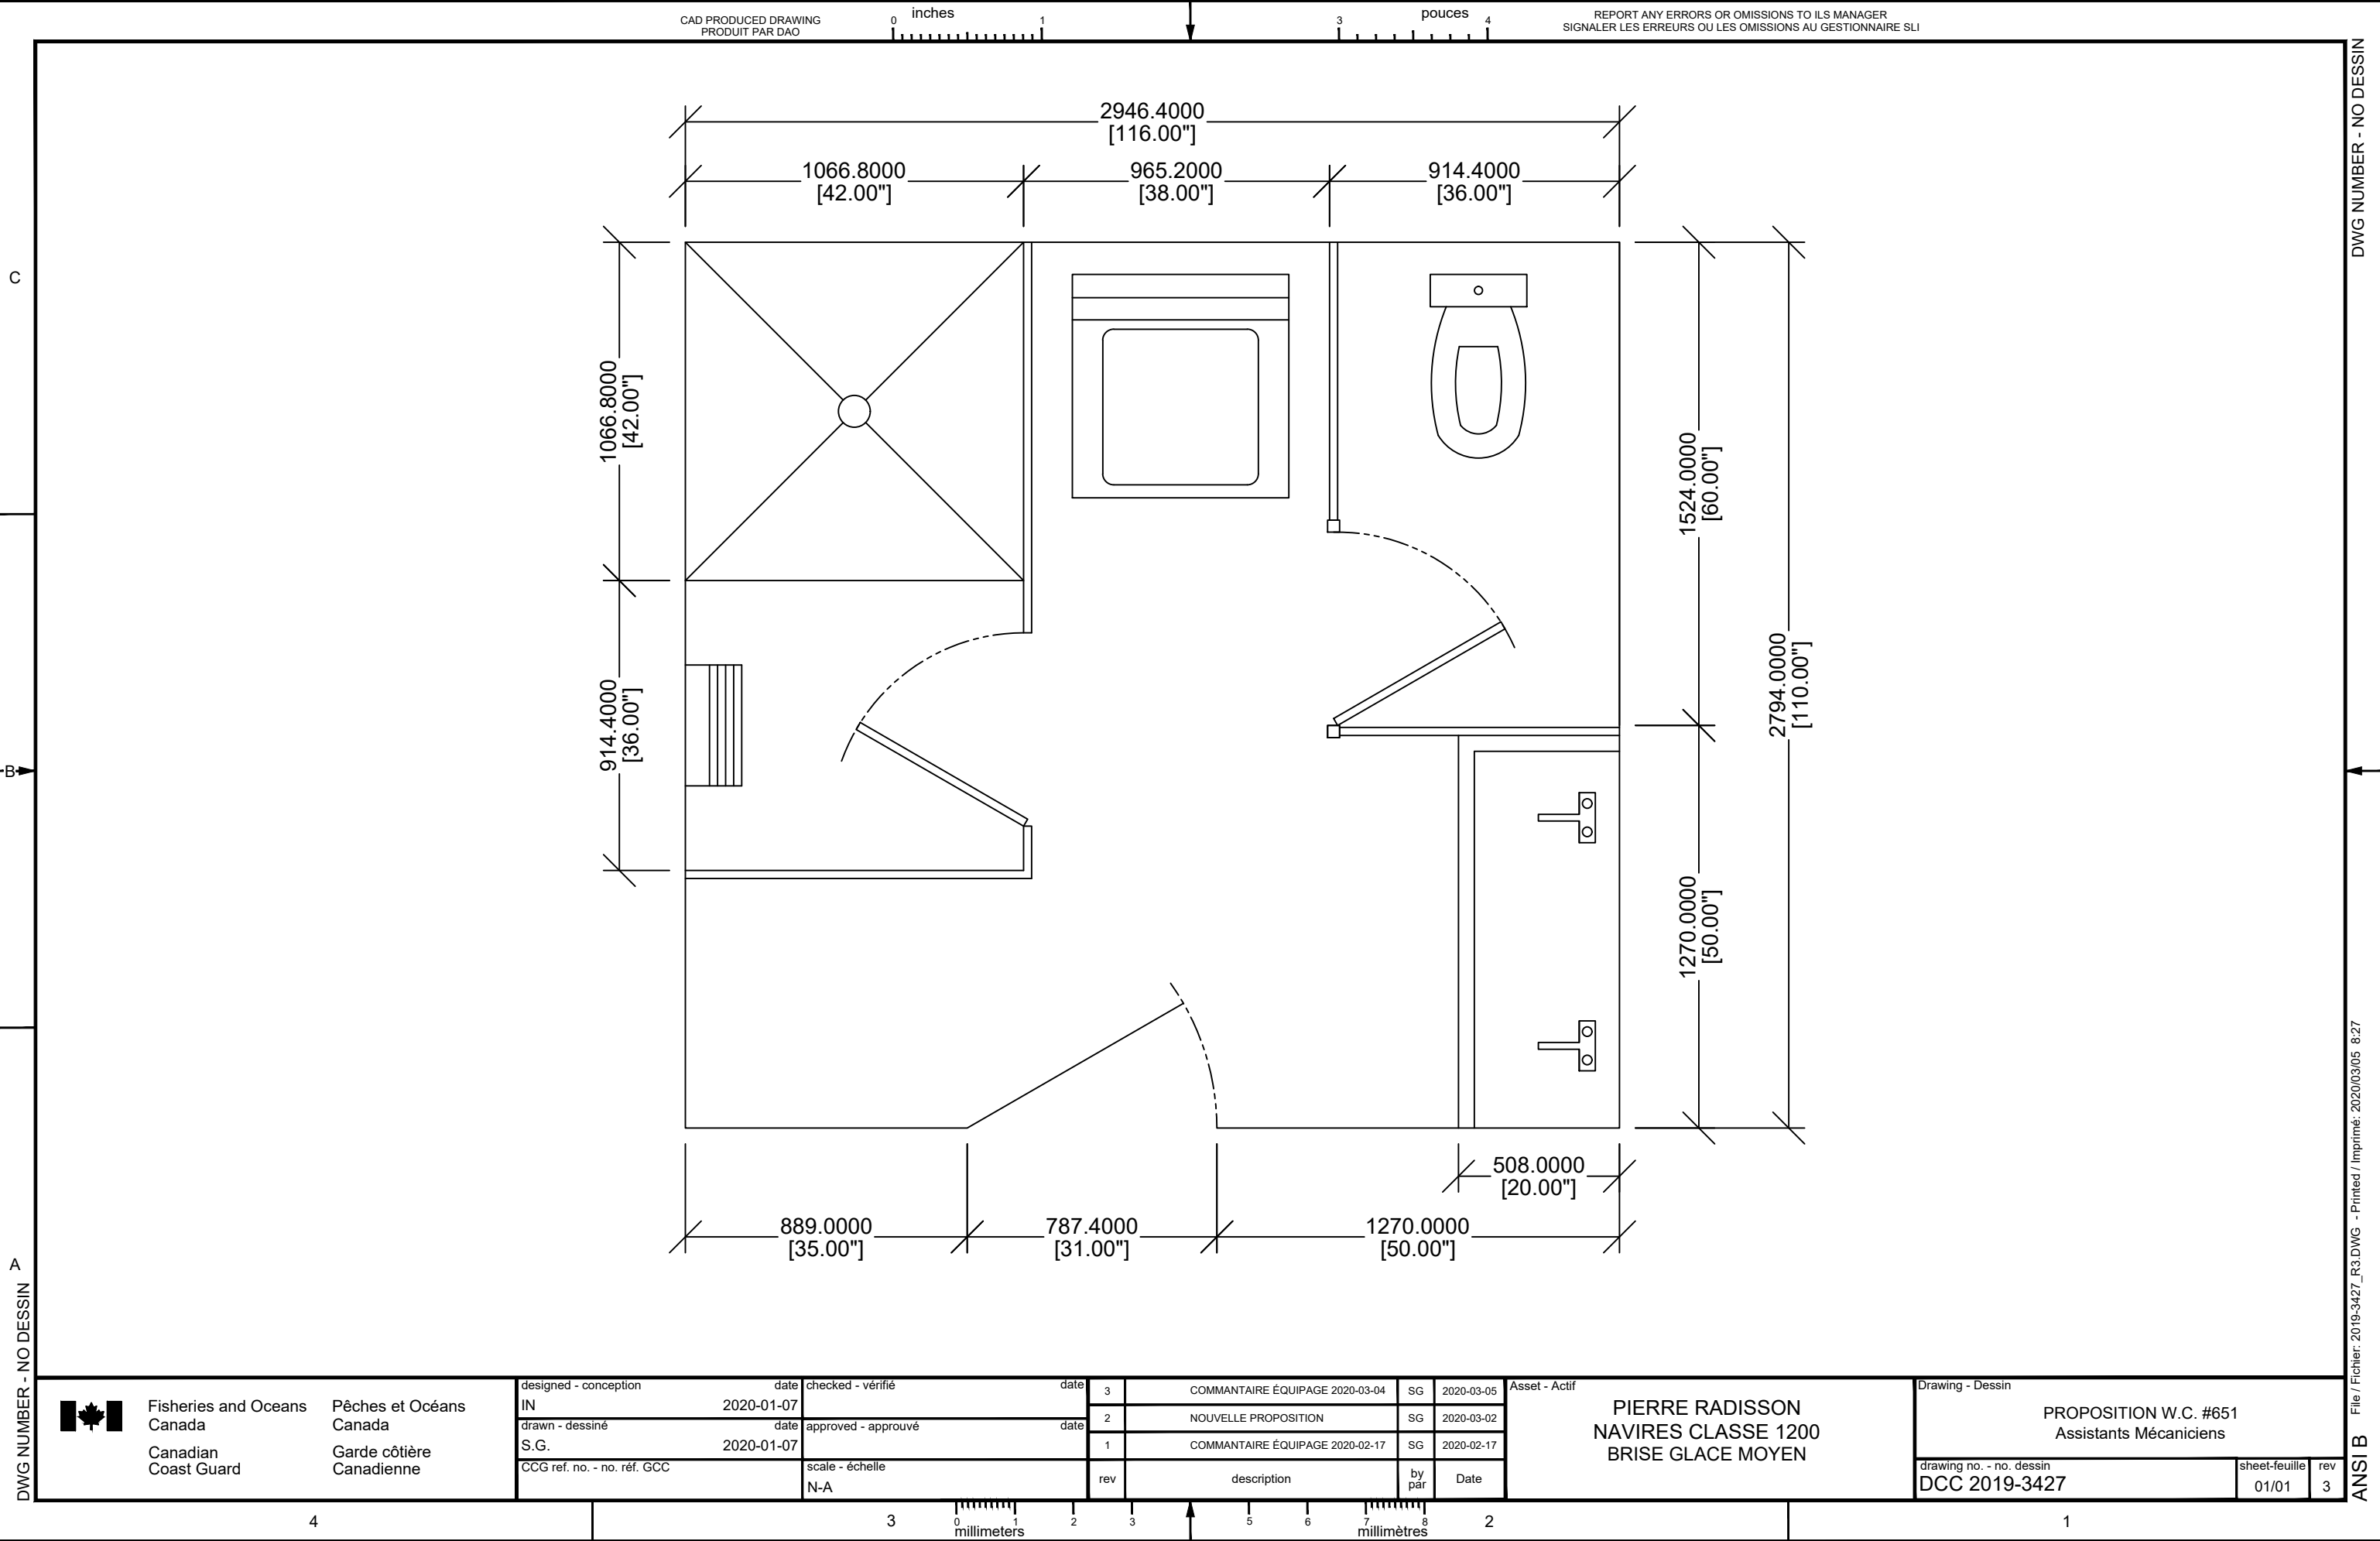 CAD PRODUCED DRAWING
PRODUIT PAR DAO
inches
0
1
pouces
3
4
REPORT ANY ERRORS OR OMISSIONS TO ILS MANAGER
SIGNALER LES ERREURS OU LES OMISSIONS AU GESTIONNAIRE SLI
DWG NUMBER - NO DESSIN
2946.4000
[116.00"]
1066.8000
[42.00"]
965.2000
[38.00"]
914.4000
[36.00"]
C
1066.8000
[42.00"]
1524.0000
[60.00"]
914.4000
[36.00"]
2794.0000
[110.00"]
B
1270.0000
[50.00"]
508.0000
[20.00"]
889.0000
[35.00"]
787.4000
[31.00"]
1270.0000
[50.00"]
A
DWG NUMBER - NO DESSIN
File / Fichier: 2019-3427_R3.DWG - Printed / Imprimé: 2020/03/05 8:27
ANSI B
Fisheries and Oceans
Canada
Pêches et Océans
Canada
Canadian
Coast Guard
Garde côtière
Canadienne
designed - conception date
IN 2020-01-07
drawn - dessiné date
S.G. 2020-01-07
CCG ref. no. - no. réf. GCC
checked - vérifié date
approved - approuvé date
scale - échelle
N-A
3 COMMANTAIRE ÉQUIPAGE 2020-03-04 SG 2020-03-05
2 NOUVELLE PROPOSITION SG 2020-03-02
1 COMMANTAIRE ÉQUIPAGE 2020-02-17 SG 2020-02-17
rev description by par Date
Asset - Actif
PIERRE RADISSON
NAVIRES CLASSE 1200
BRISE GLACE MOYEN
Drawing - Dessin
PROPOSITION W.C. #651
Assistants Mécaniciens
drawing no. - no. dessin
DCC 2019-3427
sheet-feuille
01/01
rev
3
4
3
0 1 2 3 5 6 7 8
millimeters
millimètres
2
1